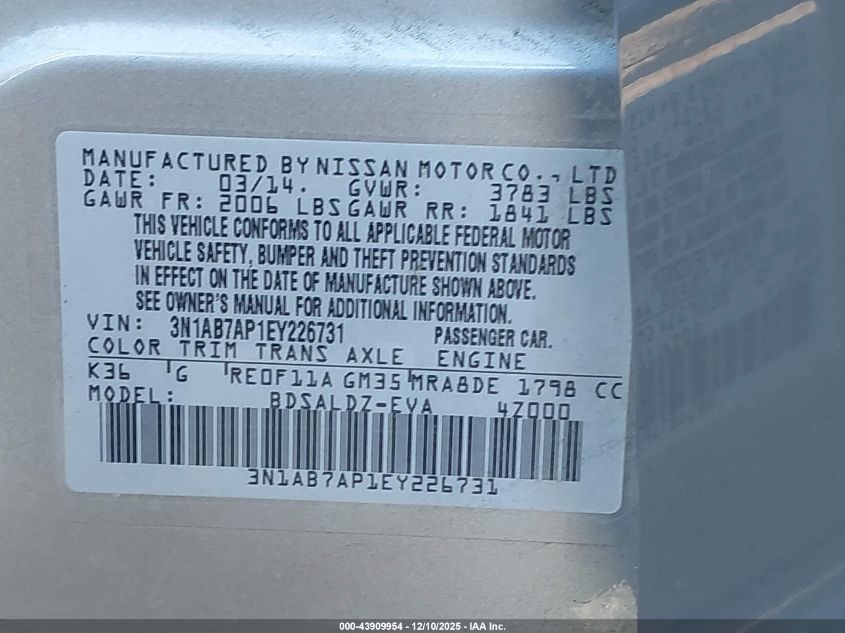 MANUFACTURED BY NISSAN MOTOR CO., LTD
DATE: 03/14. GVWR: 3783 LBS
GAWR FR: 2006 LBS GAWR RR: 1841 LBS
THIS VEHICLE CONFORMS TO ALL APPLICABLE FEDERAL MOTOR
VEHICLE SAFETY, BUMPER AND THEFT PREVENTION STANDARDS
IN EFFECT ON THE DATE OF MANUFACTURE SHOWN ABOVE.
SEE OWNER'S MANUAL FOR ADDITIONAL INFORMATION.
VIN: 3N1AB7AP1EY226731 PASSENGER CAR.
COLOR TRIM TRANS AXLE ENGINE
K36 G RE0F11A GM35 MRA8DE 1798 CC
MODEL: BDSALDZ-EVA 4Z000
3N1AB7AP1EY226731
000-43909954 - 12/10/2025 - IAA Inc.